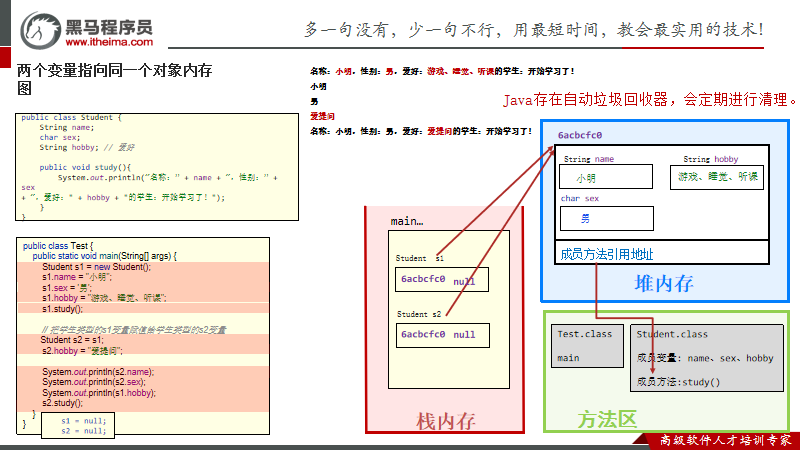 黑马程序员
www.itheima.com
多一句没有，少一句不行，用最短时间，教会最实用的技术！
两个变量指向同一个对象内存
图
名称：小明，性别：男，爱好：游戏、睡觉、听课的学生：开始学习了！
小明
男
爱提问
名称：小明，性别：男，爱好：爱提问的学生：开始学习了！
Java存在自动垃圾回收器，会定期进行清理。
public class Student {
String name;
char sex;
String hobby; // 爱好
public void study(){
System.out.println("名称：" + name + "，性别：" +
sex
+ "，爱好：" + hobby + "的学生：开始学习了！");
}
}
public class Test {
public static void main(String[] args) {
Student s1 = new Student();
s1.name = "小明";
s1.sex = '男';
s1.hobby = "游戏、睡觉、听课";
s1.study();
// 把学生类型的s1变量赋值给学生类型的s2变量
Student s2 = s1;
s2.hobby = "爱提问";
System.out.println(s2.name);
System.out.println(s2.sex);
System.out.println(s1.hobby);
s2.study();
}
}
s1 = null;
s2 = null;
main…
Student s1
6acbcfc0 null
Student s2
6acbcfc0 null
栈内存
6acbcfc0
String name
String hobby
小明
游戏、睡觉、听课
char sex
男
成员方法引用地址
堆内存
Test.class
main
Student.class
成员变量: name、sex、hobby
成员方法:study()
方法区
高级软件人才培训专家